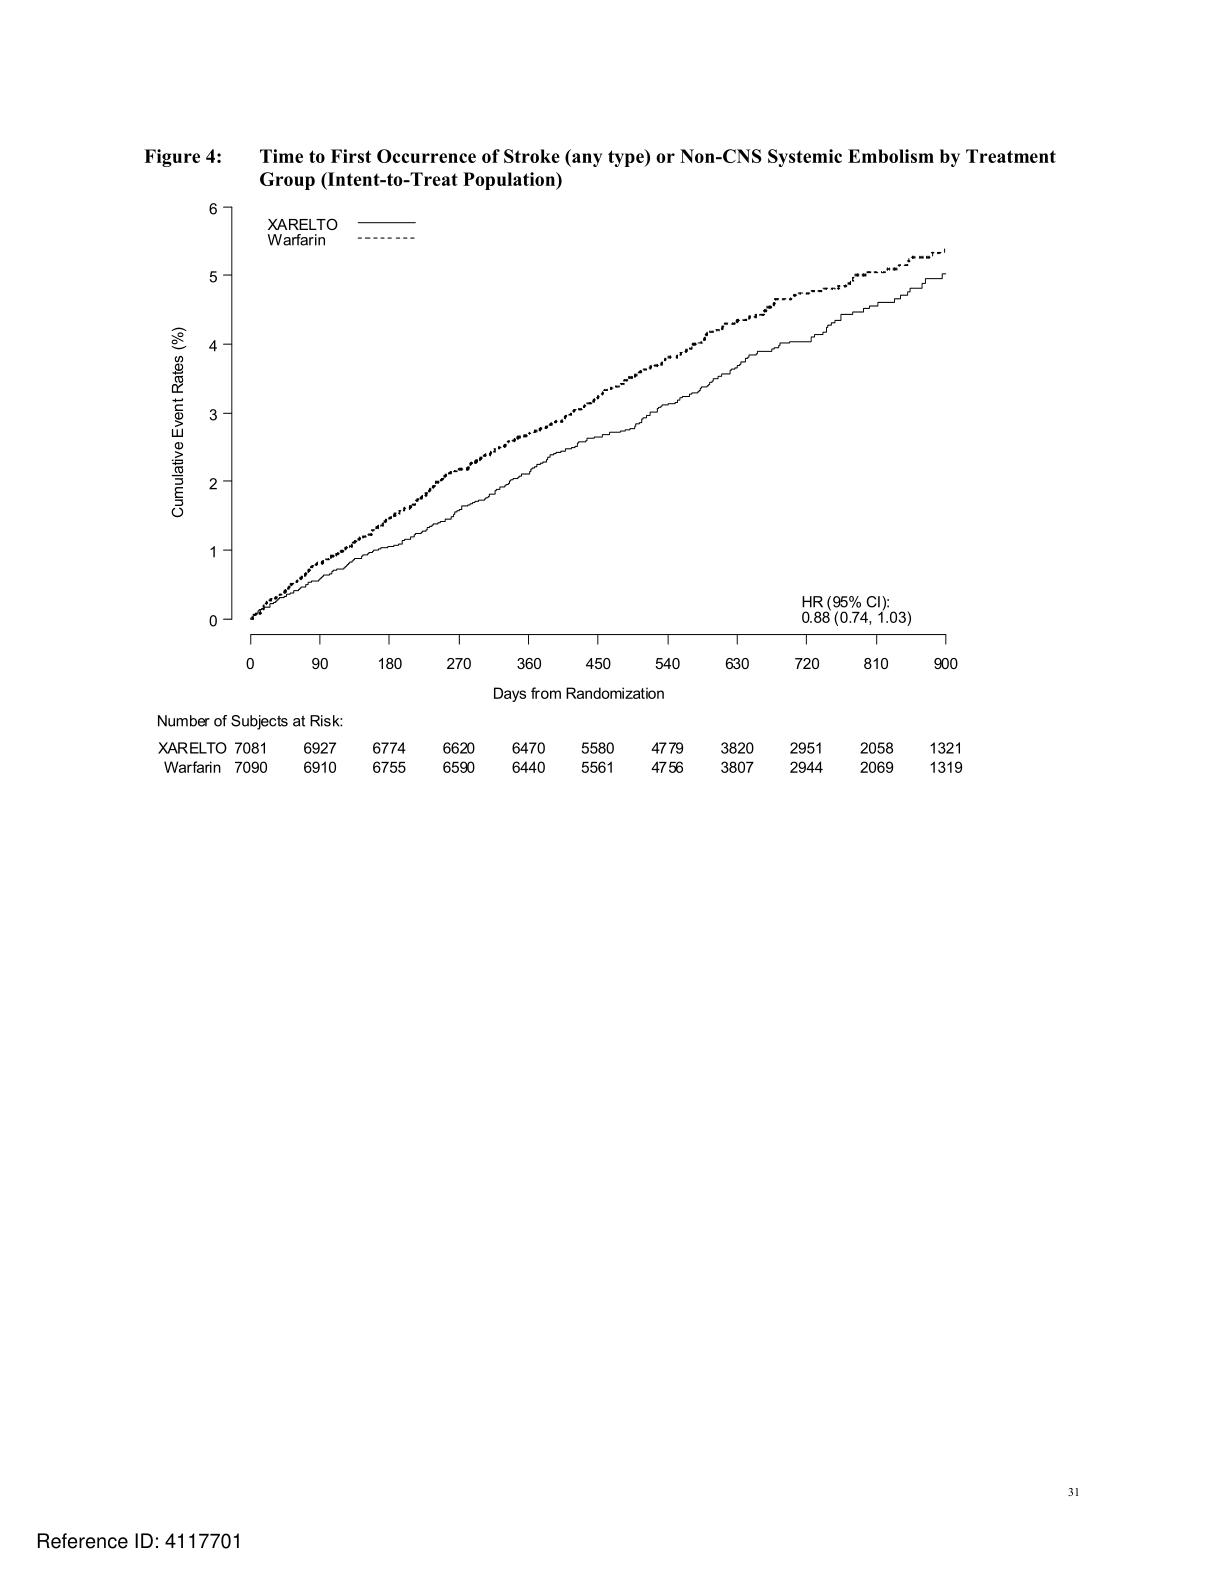 Figure 4: Time to First Occurrence of Stroke (any type) or Non-CNS Systemic Embolism by Treatment
Group (Intent-to-Treat Population)
XARELTO
Warfarin
6
5
4
3
2
1
0
Cumulative Event Rates (%)
HR (95% CI):
0.88 (0.74, 1.03)
0 90 180 270 360 450 540 630 720 810 900
Days from Randomization
Number of Subjects at Risk:
XARELTO 7081 6927 6774 6620 6470 5580 4779 3820 2951 2058 1321
Warfarin 7090 6910 6755 6590 6440 5561 4756 3807 2944 2069 1319
31
Reference ID: 4117701